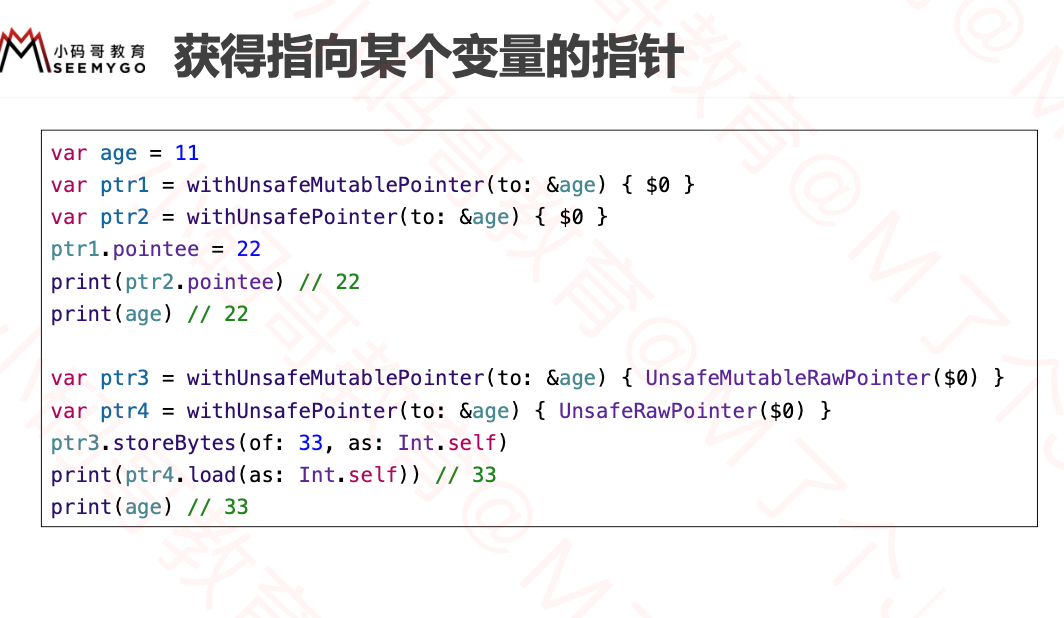 小码哥教育
SEEMYGO
获得指向某个变量的指针
var age = 11
var ptr1 = withUnsafeMutablePointer(to: &age) { $0 }
var ptr2 = withUnsafePointer(to: &age) { $0 }
ptr1.pointee = 22
print(ptr2.pointee) // 22
print(age) // 22
var ptr3 = withUnsafeMutablePointer(to: &age) { UnsafeMutableRawPointer($0) }
var ptr4 = withUnsafePointer(to: &age) { UnsafeRawPointer($0) }
ptr3.storeBytes(of: 33, as: Int.self)
print(ptr4.load(as: Int.self)) // 33
print(age) // 33